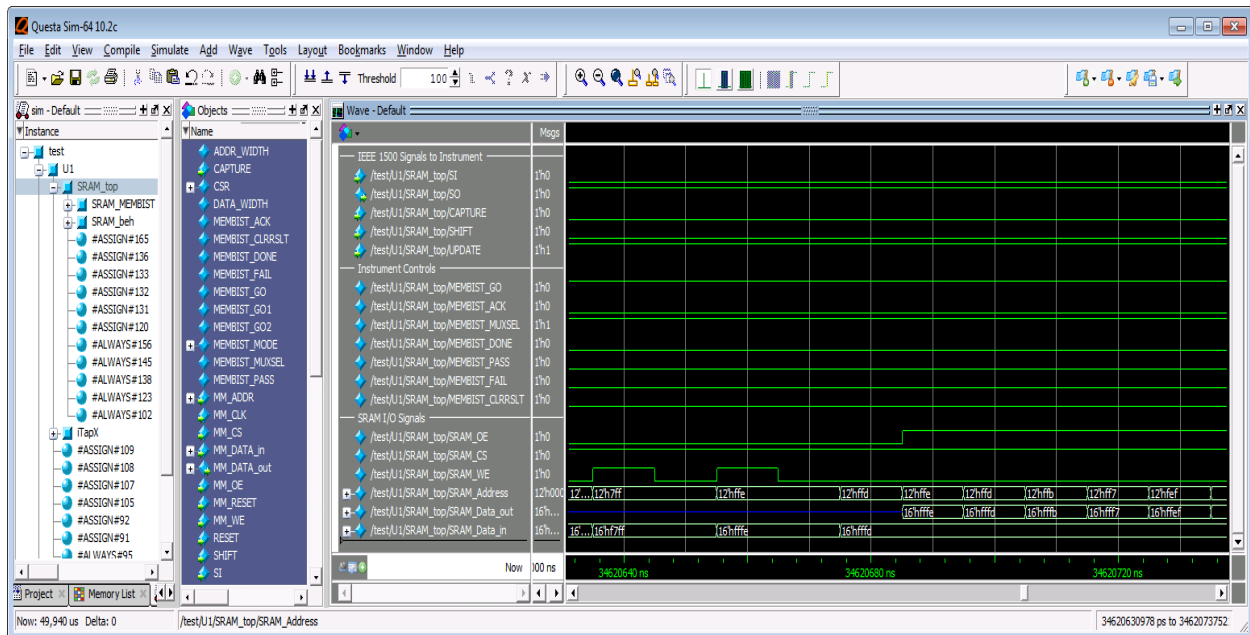 Questa Sim-64 10.2c
File Edit View Compile Simulate Add Wave Tools Layout Bookmarks Window Help
Threshold 100
sim - Default
Instance
test
U1
SRAM_top
SRAM_MEMBIST
SRAM_beh
#ASSIGN#165
#ASSIGN#136
#ASSIGN#133
#ASSIGN#132
#ASSIGN#131
#ASSIGN#120
#ALWAYS#156
#ALWAYS#145
#ALWAYS#138
#ALWAYS#123
#ALWAYS#102
iTapX
#ASSIGN#109
#ASSIGN#108
#ASSIGN#107
#ASSIGN#105
#ASSIGN#92
#ASSIGN#91
#ALWAYS#95
Project
Memory List
Objects
Name
ADDR_WIDTH
CAPTURE
CSR
DATA_WIDTH
MEMBIST_ACK
MEMBIST_CLRRSLT
MEMBIST_DONE
MEMBIST_FAIL
MEMBIST_GO
MEMBIST_GO1
MEMBIST_GO2
MEMBIST_MODE
MEMBIST_MUXSEL
MEMBIST_PASS
MM_ADDR
MM_CLK
MM_CS
MM_DATA_in
MM_DATA_out
MM_OE
MM_RESET
MM_WE
RESET
SHIFT
SI
Wave - Default
Msgs
IEEE 1500 Signals to Instrument
/test/U1/SRAM_top/SI 1'h0
/test/U1/SRAM_top/SO 1'h0
/test/U1/SRAM_top/CAPTURE 1'h0
/test/U1/SRAM_top/SHIFT 1'h0
/test/U1/SRAM_top/UPDATE 1'h1
Instrument Controls
/test/U1/SRAM_top/MEMBIST_GO 1'h0
/test/U1/SRAM_top/MEMBIST_ACK 1'h0
/test/U1/SRAM_top/MEMBIST_MUXSEL 1'h1
/test/U1/SRAM_top/MEMBIST_DONE 1'h0
/test/U1/SRAM_top/MEMBIST_PASS 1'h0
/test/U1/SRAM_top/MEMBIST_FAIL 1'h0
/test/U1/SRAM_top/MEMBIST_CLRRSLT 1'h0
SRAM I/O Signals
/test/U1/SRAM_top/SRAM_OE 1'h0
/test/U1/SRAM_top/SRAM_CS 1'h0
/test/U1/SRAM_top/SRAM_WE 1'h0
/test/U1/SRAM_top/SRAM_Address 12'h000 12'... 12'h7ff 12'hffe 12'hffd 12'hffe 12'hffd 12'hffb 12'hff7 12'hfef
/test/U1/SRAM_top/SRAM_Data_out 16'h... 16'hfffe 16'hfffd 16'hfffb 16'hfff7 16'hffef
/test/U1/SRAM_top/SRAM_Data_in 16'h... 16'... 16'hf7ff 16'hfffe 16'hfffd
Now 000 ns 34620640 ns 34620680 ns 34620720 ns
Now: 49,940 us Delta: 0 /test/U1/SRAM_top/SRAM_Address 34620630978 ps to 3462073752